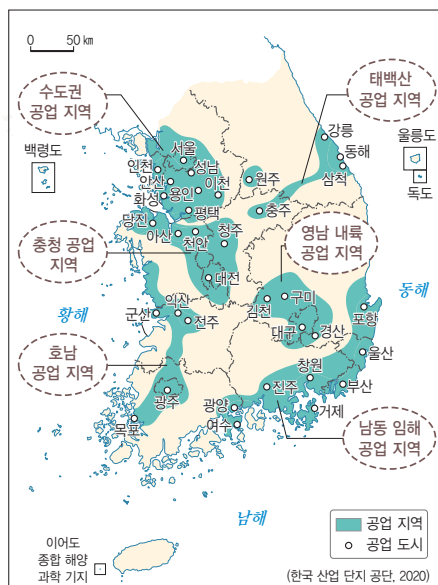 0 50 km
수도권
공업 지역
태백산
공업 지역
백령도
울릉도
독도
서울
인천
성남
안산
용인
이천
화성
평택
원주
충주
강릉
동해
삼척
당진
아산
천안
청주
대전
충청 공업
지역
영남 내륙
공업 지역
황해
동해
군산
익산
전주
김천
구미
대구
경산
포항
울산
호남
공업 지역
광주
목포
광양
여수
진주
창원
부산
거제
남동 임해
공업 지역
남해
이어도
종합 해양
과학 기지
공업 지역
공업 도시
(한국 산업 단지 공단, 2020)